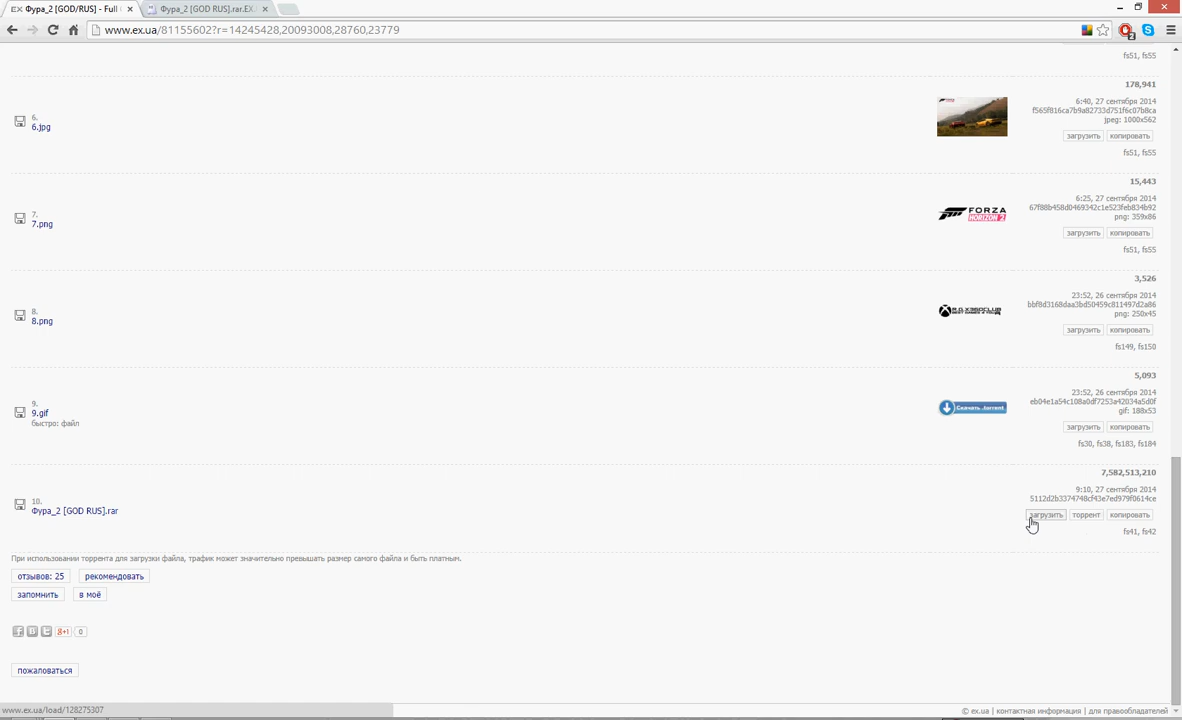 EX Фура_2 [GOD/RUS] - Full
Фура_2 [GOD RUS].rar.EX.
www.ex.ua/81155602?r=14245428,20093008,28760,23779
fs51, fs55
6.
6.jpg
178,941
6:40, 27 сентября 2014
f565f816ca7b9a82733d751f6c07b8ca
jpeg: 1000x562
загрузить копировать
fs51, fs55
7.
7.png
FORZA
HORIZON 2
15,443
6:25, 27 сентября 2014
67f88b458d0469342c1e523feb834b92
png: 359x86
загрузить копировать
fs51, fs55
8.
8.png
3,526
23:52, 26 сентября 2014
bbf8d3168daa3bd50459c811497d2a86
png: 250x45
загрузить копировать
fs149, fs150
9.
9.gif
быстро: файл
Скачать .torrent
5,093
23:52, 26 сентября 2014
eb04e1a54c108a0df7253a42034a5d0f
gif: 188x53
загрузить копировать
fs30, fs38, fs183, fs184
10.
Фура_2 [GOD RUS].rar
7,582,513,210
9:10, 27 сентября 2014
5112d2b3374748cf43e7ed979f0614ce
загрузить торрент копировать
fs41, fs42
При использовании торрента для загрузки файла, трафик может значительно превышать размер самого файла и быть платным.
отзывов: 25 рекомендовать
запомнить в моё
g+1 0
пожаловаться
www.ex.ua/load/128275307
© ex.ua | контактная информация | для правообладателей